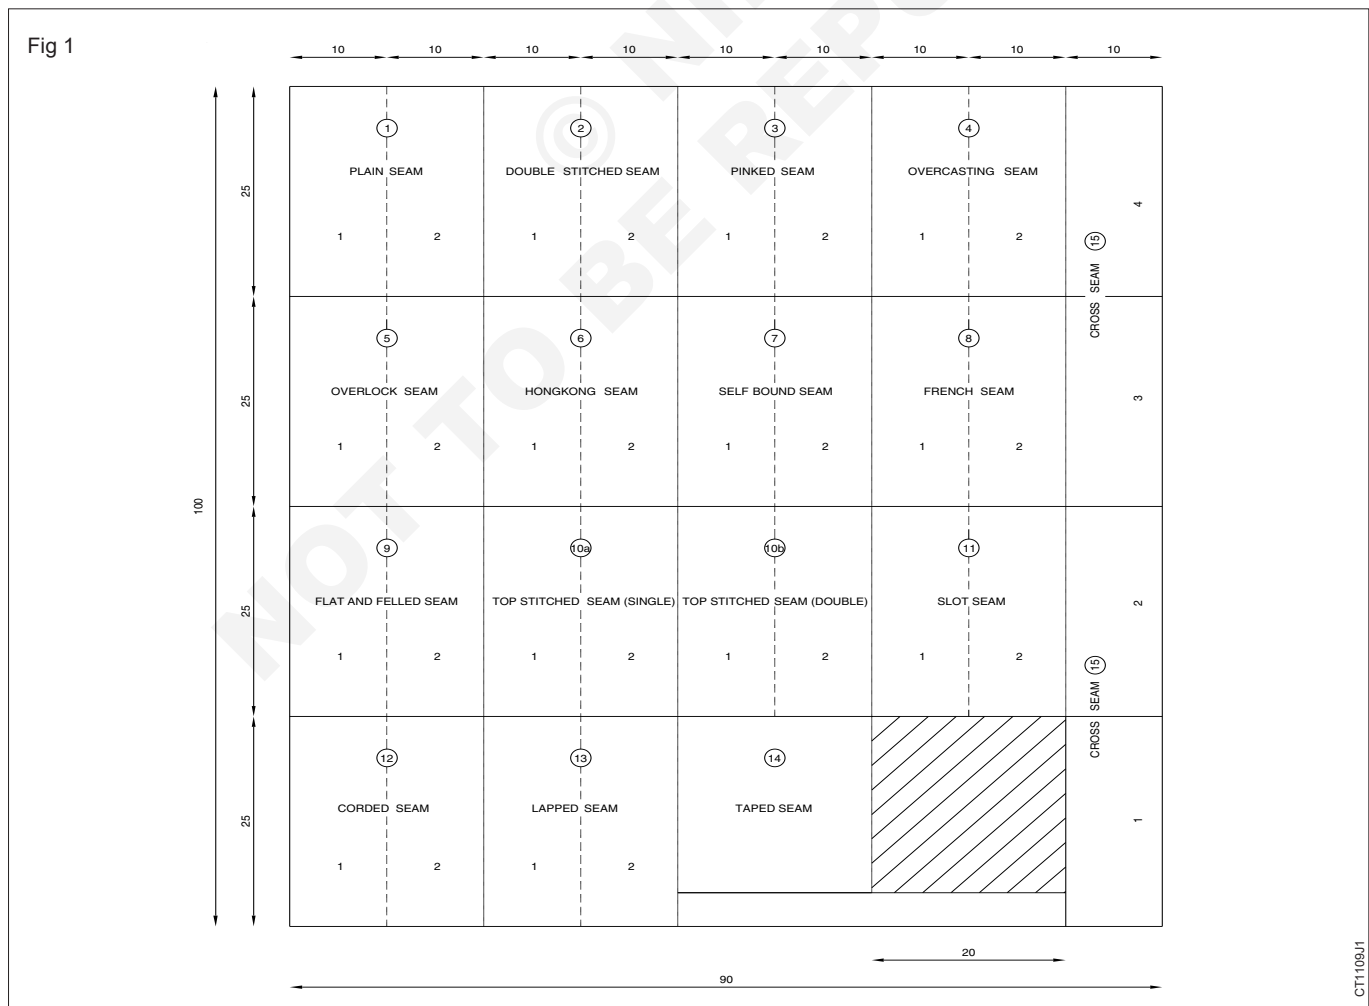 Fig 1
10 10 10 10 10 10 10 10 10
1 2 3 4
PLAIN SEAM DOUBLE STITCHED SEAM PINKED SEAM OVERCASTING SEAM
1 2 1 2 1 2 1 2
25
4
CROSS SEAM 15
5 6 7 8
OVERLOCK SEAM HONGKONG SEAM SELF BOUND SEAM FRENCH SEAM
1 2 1 2 1 2 1 2
25
3
100
9 10a 10b 11
FLAT AND FELLED SEAM TOP STITCHED SEAM (SINGLE) TOP STITCHED SEAM (DOUBLE) SLOT SEAM
1 2 1 2 1 2 1 2
25
2
CROSS SEAM 15
12 13 14
CORDED SEAM LAPPED SEAM TAPED SEAM
1 2 1 2
25
1
20
90
CT1109J1
NOT TO BE
©